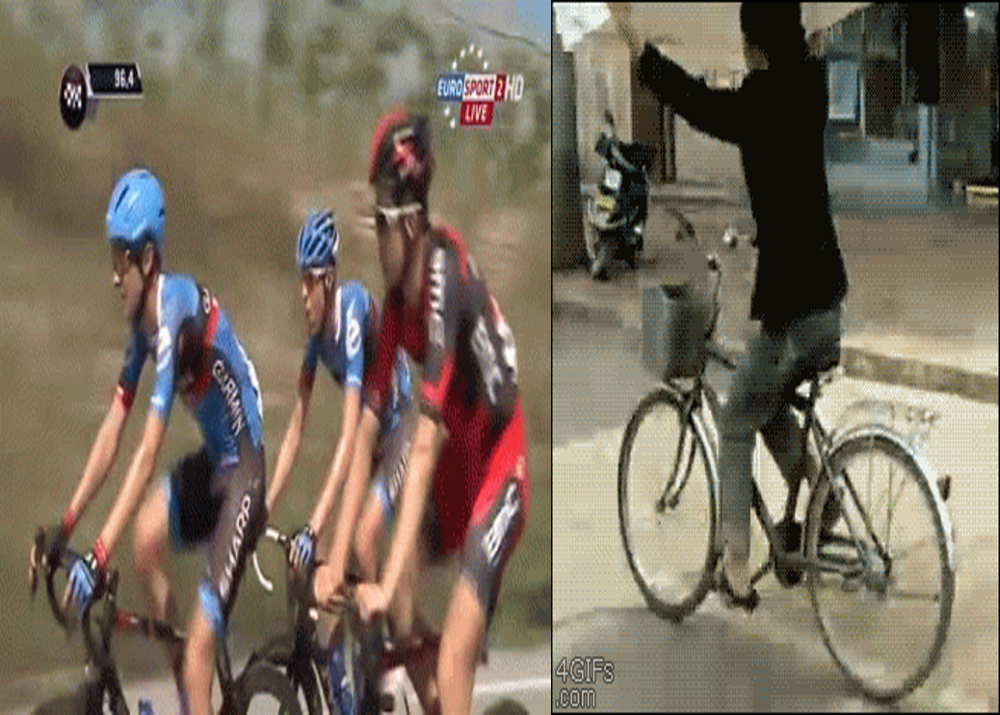 96.4
EUROSPORT 2 HD
LIVE
GARMIN
SHARP
BMC
4GIFs
.com